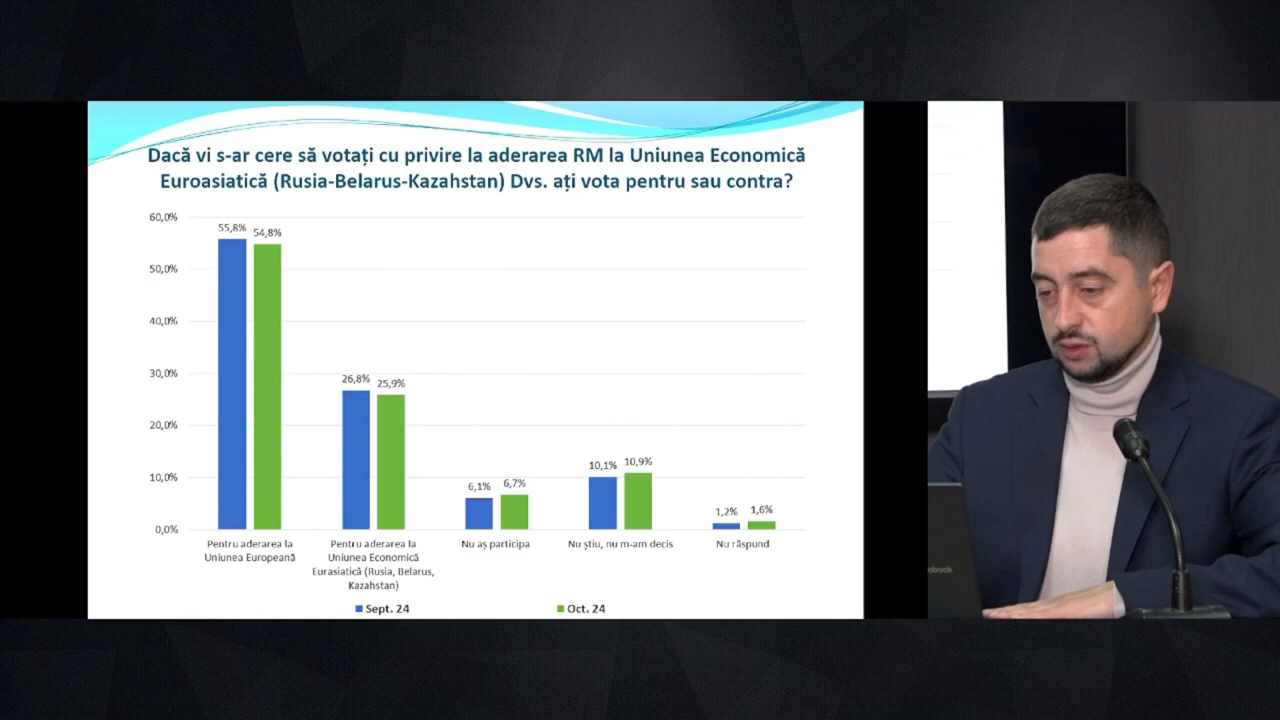 Dacă vi s-ar cere să votați cu privire la aderarea RM la Uniunea Economică
Euroasiatică (Rusia-Belarus-Kazahstan) Dvs. ați vota pentru sau contra?
60,0%
50,0%
40,0%
30,0%
20,0%
10,0%
0,0%
55,8%
54,8%
26,8%
25,9%
6,1%
6,7%
10,1%
10,9%
1,2%
1,6%
Pentru aderarea la
Uniunea Europeană
Pentru aderarea la
Uniunea Economică
Eurasiatică (Rusia, Belarus,
Kazahstan)
Nu aș participa
Nu știu, nu m-am decis
Nu răspund
Sept. 24
Oct. 24